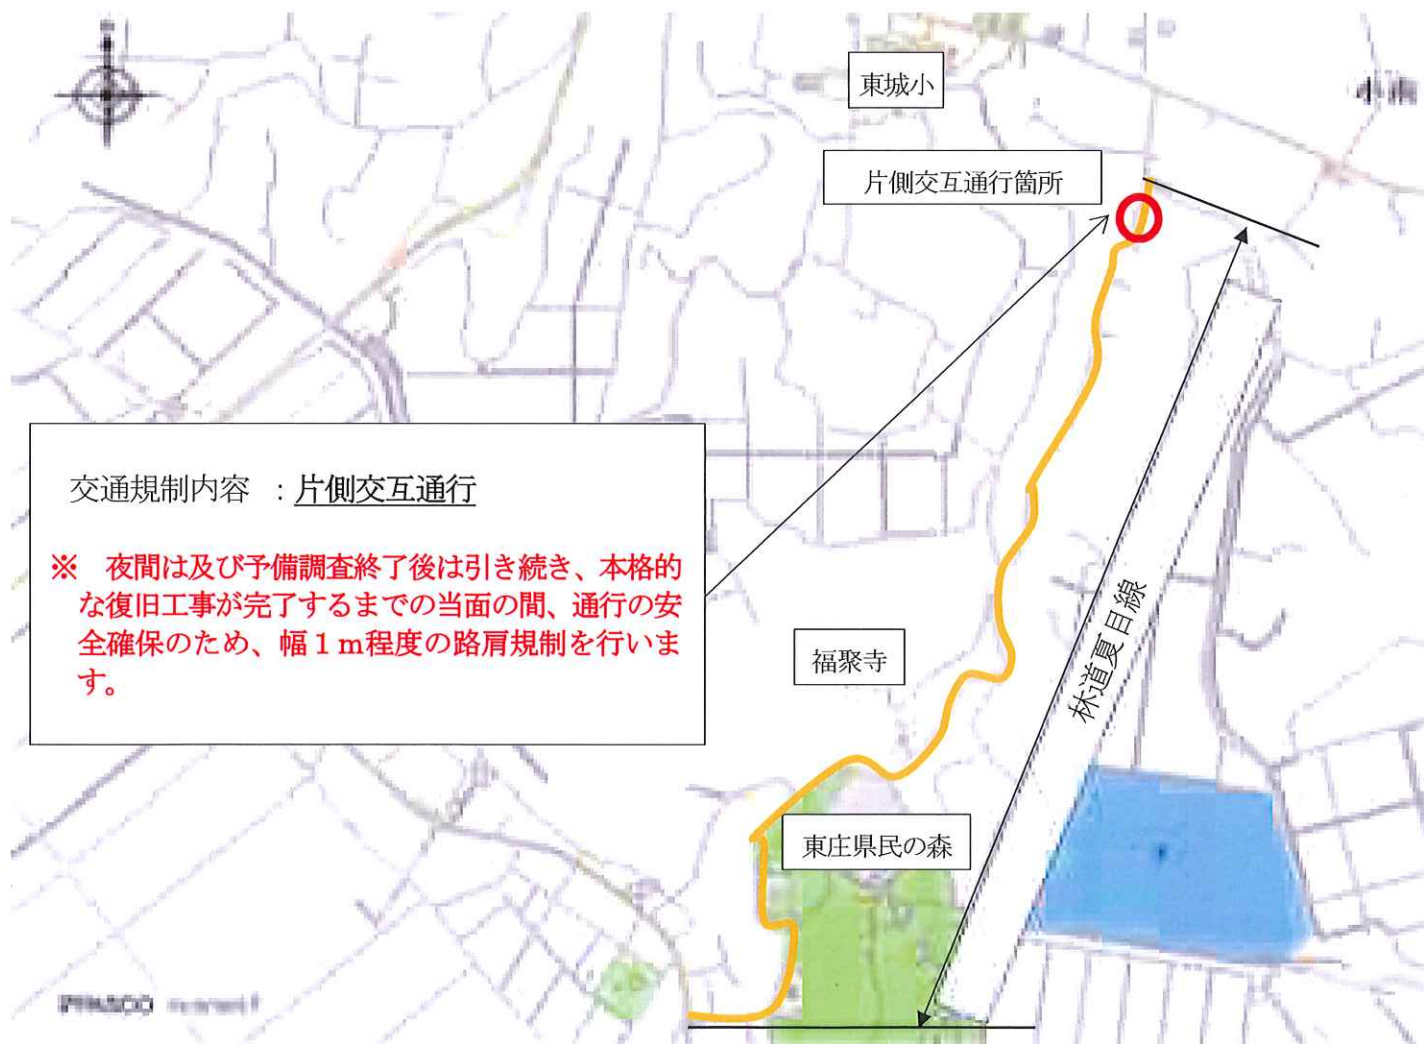 東城小
片側交互通行箇所
交通規制内容 ：片側交互通行
※　夜間は及び予備調査終了後は引き続き、本格的
な復旧工事が完了するまでの当面の間、通行の安
全確保のため、幅１ｍ程度の路肩規制を行いま
す。
林道夏目線
福聚寺
東庄県民の森